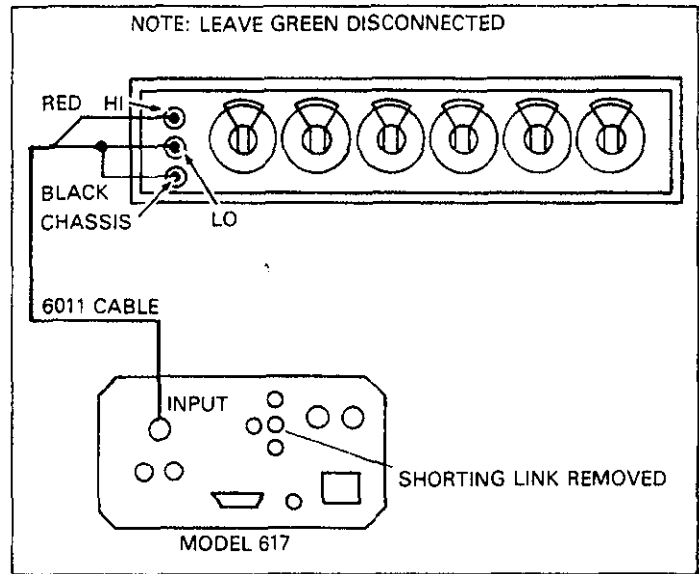 NOTE: LEAVE GREEN DISCONNECTED
RED HI
BLACK
CHASSIS
LO
6011 CABLE
INPUT
SHORTING LINK REMOVED
MODEL 617